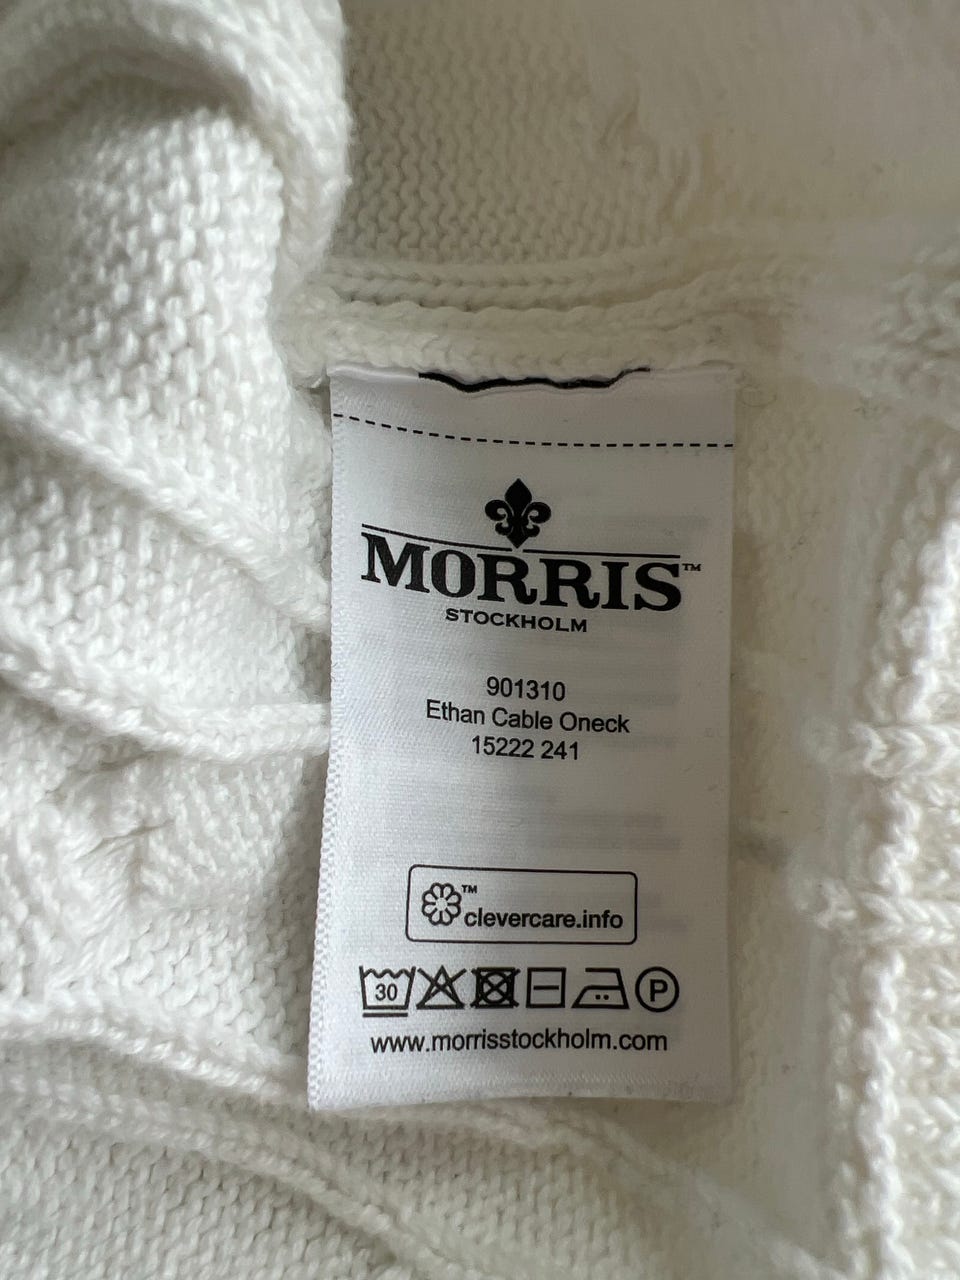 MORRIS™
STOCKHOLM
901310
Ethan Cable Oneck
15222 241
™
clevercare.info
30
P
www.morrisstockholm.com